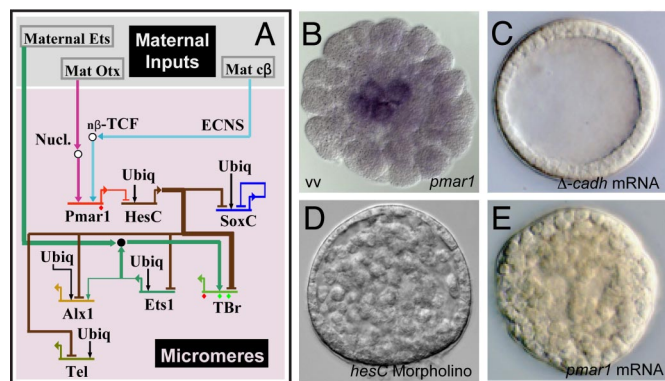 A
Maternal Ets
Maternal
Inputs
Mat Otx
Mat cβ
nβ-TCF
ECNS
Nucl.
Ubiq
Ubiq
Pmar1
HesC
SoxC
Ubiq
Ubiq
Alx1
Ets1
TBr
Ubiq
Tel
Micromeres
B
vv
pmar1
C
Δ-cadh mRNA
D
hesC Morpholino
E
pmar1 mRNA